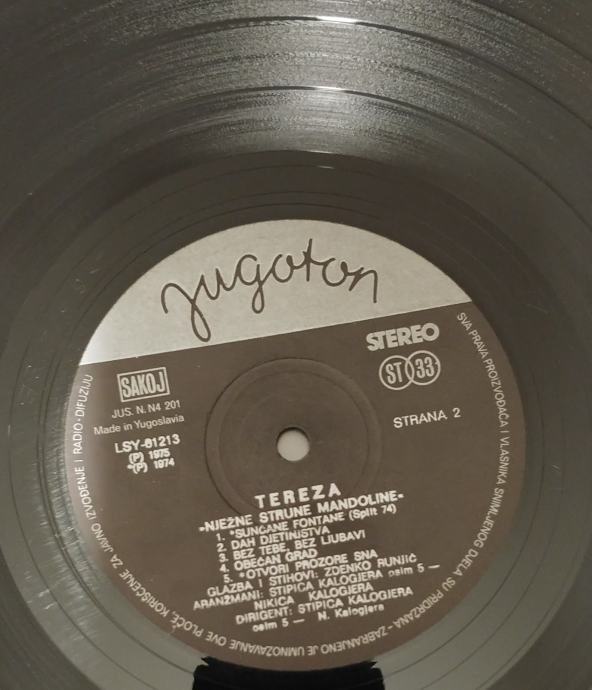 jugoton
STEREO
ST 33
SAKOJ
JUS. N. N4 201
Made in Yugoslavia
STRANA 2
LSY-61213
(P) 1975
*(P) 1974
TEREZA
»NJEŽNE STRUNE MANDOLINE«
1. *SUNČANE FONTANE (Split 74)
2. DAH DJETINJSTVA
3. BEZ TEBE, BEZ LJUBAVI
4. OBEĆAN GRAD
5. *OTVORI PROZORE SNA
GLAZBA I STIHOVI: ZDENKO RUNJIĆ
ARANŽMANI: STIPICA KALOGJERA osim 5 —
NIKICA KALOGJERA
DIRIGENT: STIPICA KALOGJERA
osim 5 — N. Kalogjera
SVA PRAVA PROIZVOĐAČA I VLASNIKA SNIMLJENOG DJELA SU PRIDRŽANA - ZABRANJENO JE UMNOŽAVANJE OVE PLOČE, KORIŠĆENJE ZA JAVNO IZVOĐENJE I RADIO-DIFUZIJU